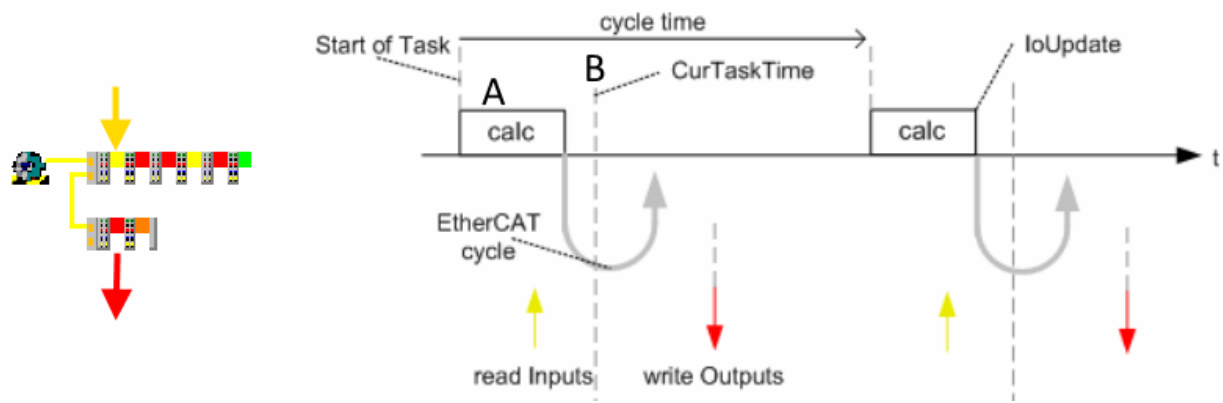 cycle time
Start of Task
IoUpdate
A
B
CurTaskTime
calc
calc
t
EtherCAT
cycle
read Inputs
write Outputs